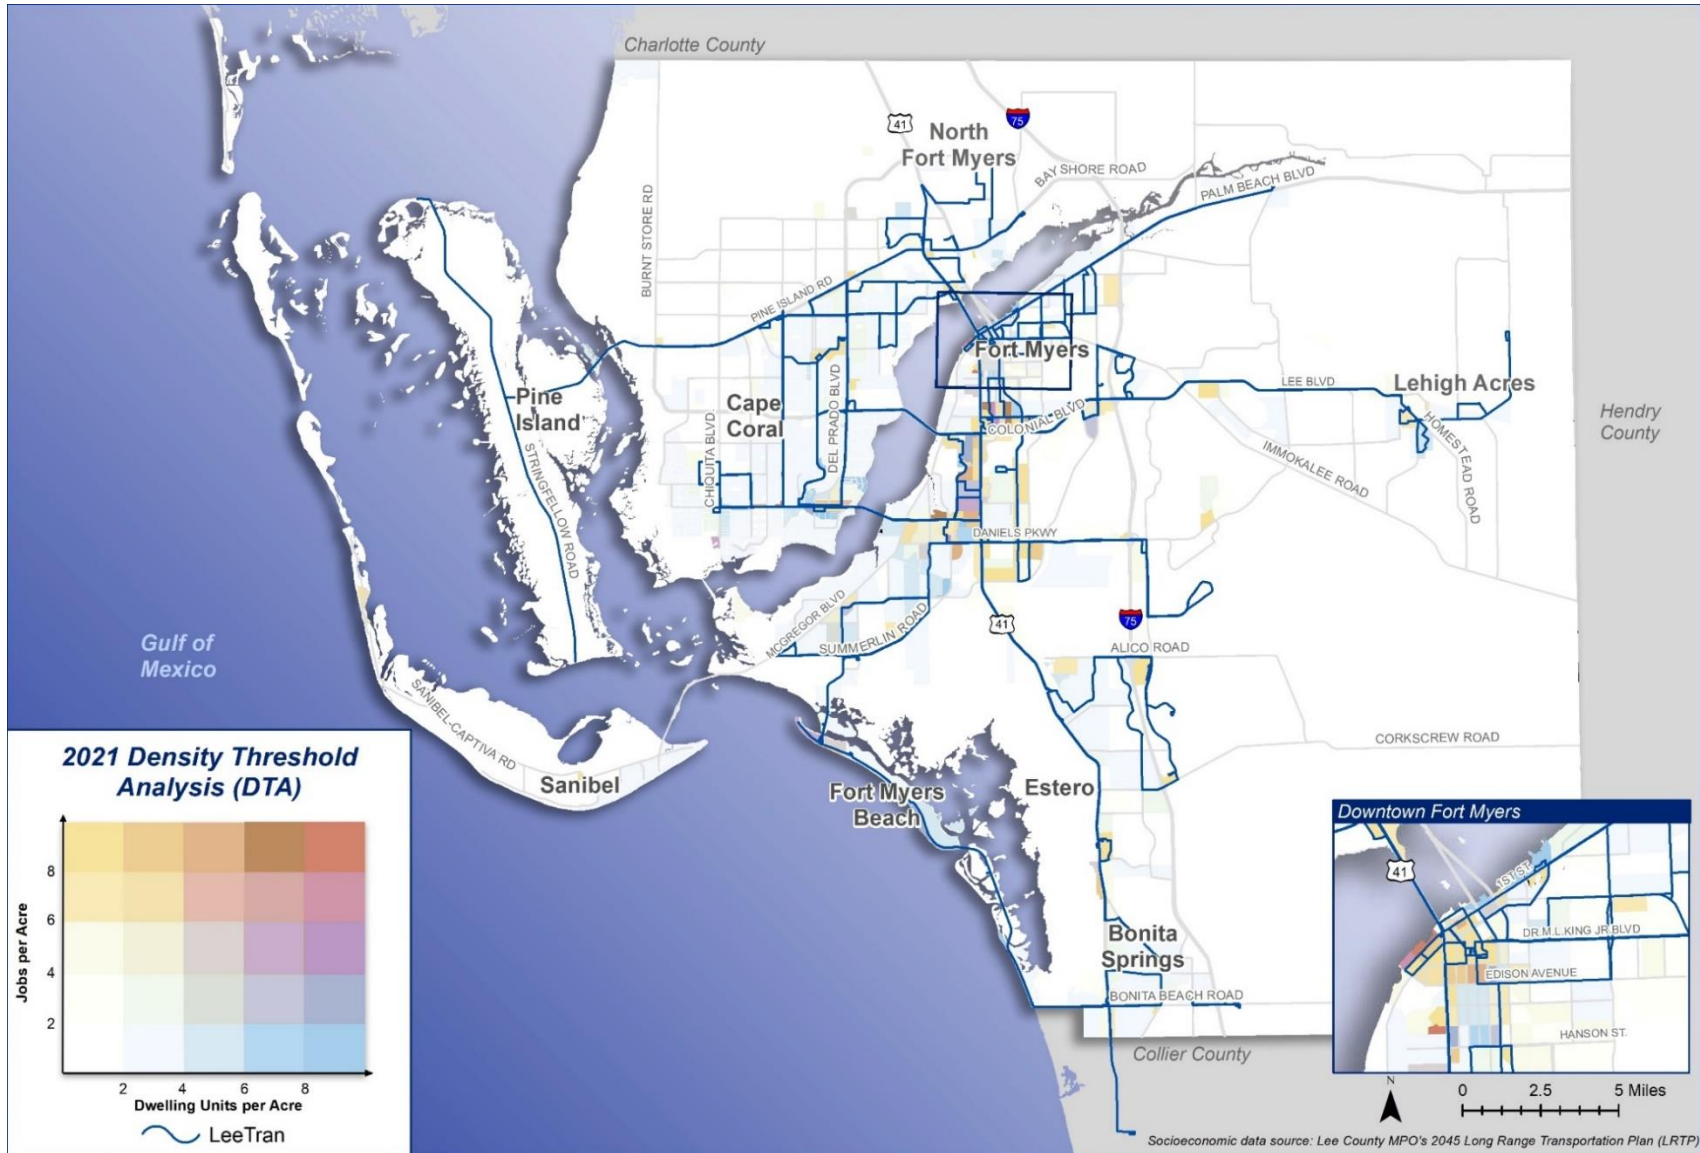 Charlotte County
41
75
North
Fort Myers
BAY SHORE ROAD
PALM BEACH BLVD
BURNT STORE RD
PINE ISLAND RD
Fort Myers
LEE BLVD
Lehigh Acres
Hendry
County
Pine
Island
Cape
Coral
CHIQUITA BLVD
DEL PRADO BLVD
COLONIAL BLVD
HOMESTEAD ROAD
IMMOKALEE ROAD
STRINGFELLOW ROAD
DANIELS PKWY
MCGREGOR BLVD
SUMMERLIN ROAD
41
75
ALICO ROAD
Gulf of
Mexico
SANIBEL-CAPTIVA RD
CORKSCREW ROAD
Sanibel
Fort Myers
Beach
Estero
Bonita
Springs
BONITA BEACH ROAD
Collier County
2021 Density Threshold
Analysis (DTA)
Jobs per Acre
8
6
4
2
2 4 6 8
Dwelling Units per Acre
LeeTran
Downtown Fort Myers
41
1ST ST.
DR.M.L.KING JR.BLVD
EDISON AVENUE
HANSON ST.
N
0 2.5 5 Miles
Socioeconomic data source: Lee County MPO's 2045 Long Range Transportation Plan (LRTP)